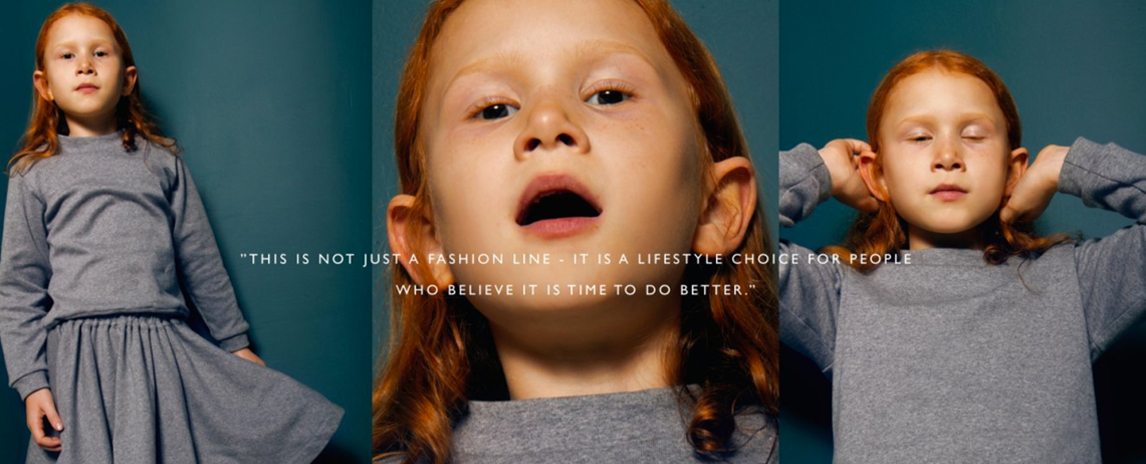 "THIS IS NOT JUST A FASHION LINE - IT IS A LIFESTYLE CHOICE FOR PEOPLE
WHO BELIEVE IT IS TIME TO DO BETTER."